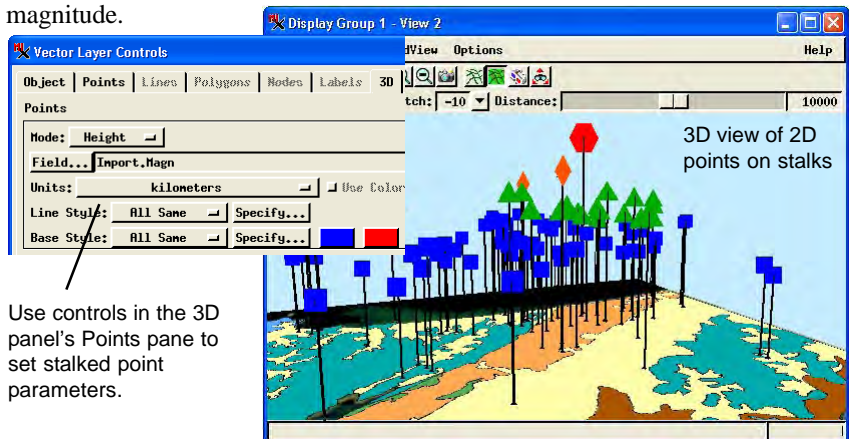 magnitude.
Display Group 1 - View 2
dView Options Help
tch: -10 Distance: 10000
Vector Layer Controls
Object Points Lines Polygons Nodes Labels 3D
Points
Mode: Height
Field... Import.Magn
Units: kilometers Use Color
Line Style: All Same Specify...
Base Style: All Same Specify...
3D view of 2D
points on stalks
Use controls in the 3D
panel's Points pane to
set stalked point
parameters.